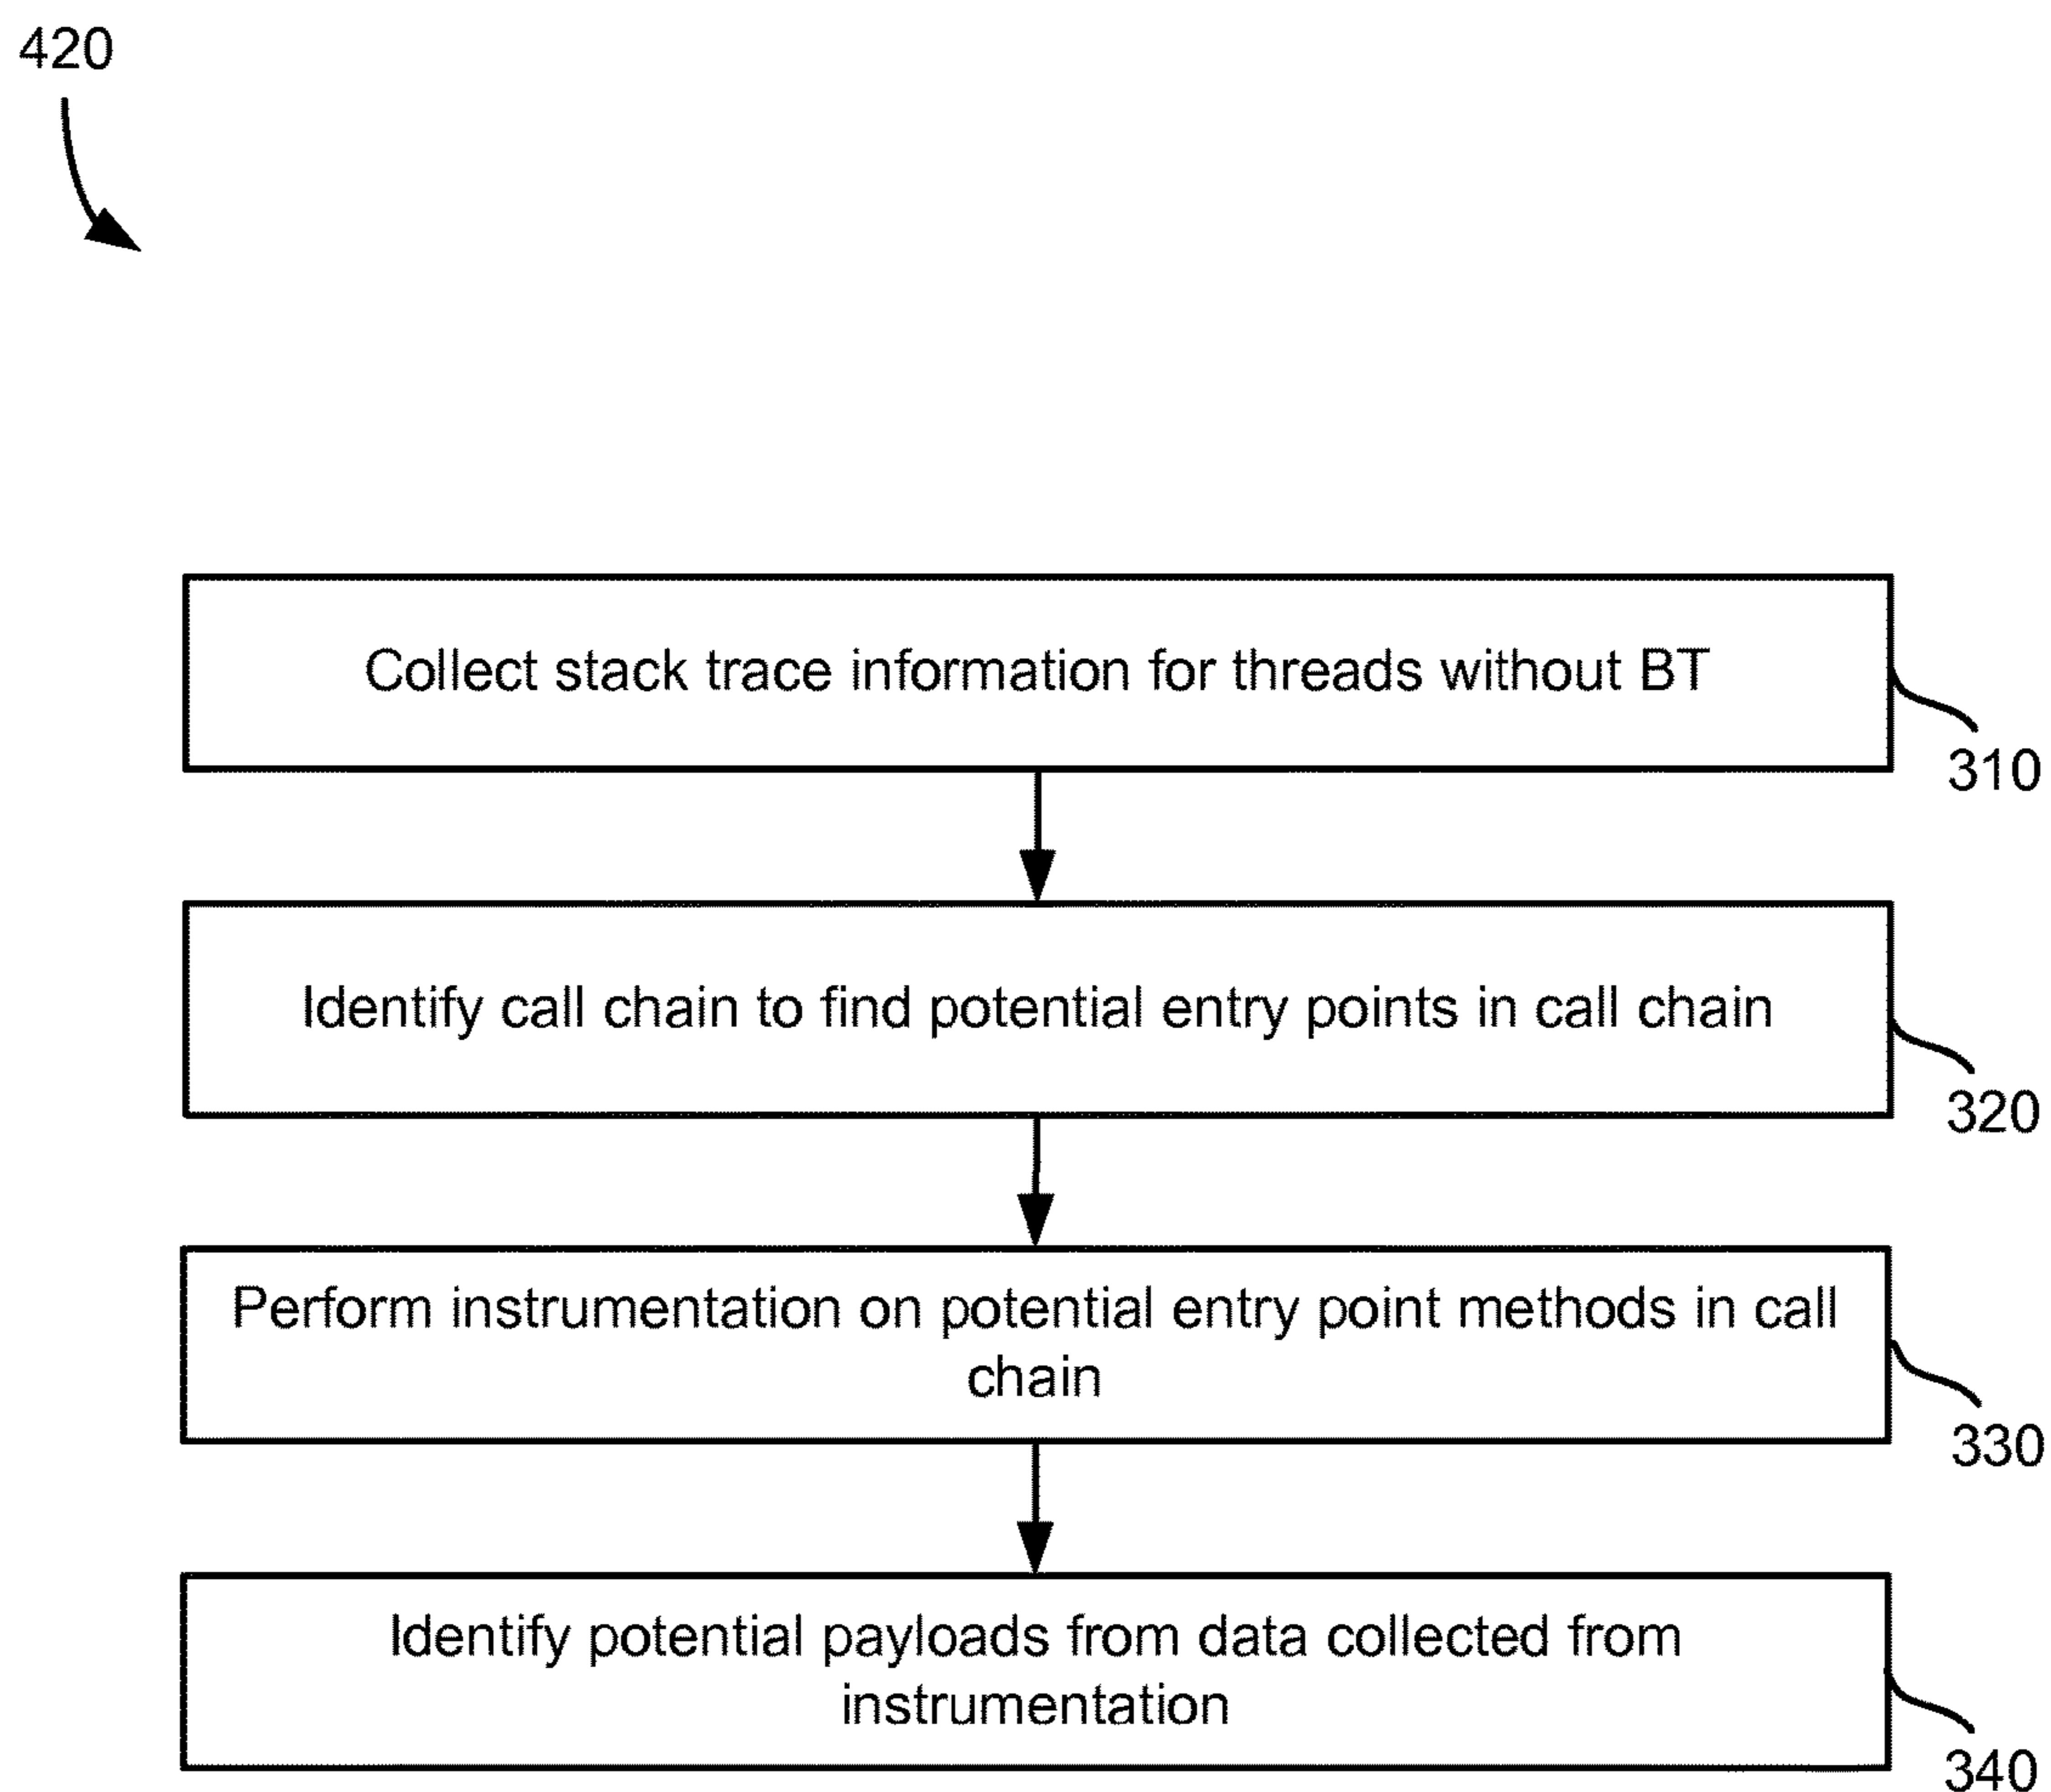 420
Collect stack trace information for threads without BT
310
Identify call chain to find potential entry points in call chain
320
Perform instrumentation on potential entry point methods in call
chain
330
Identify potential payloads from data collected from
instrumentation
340